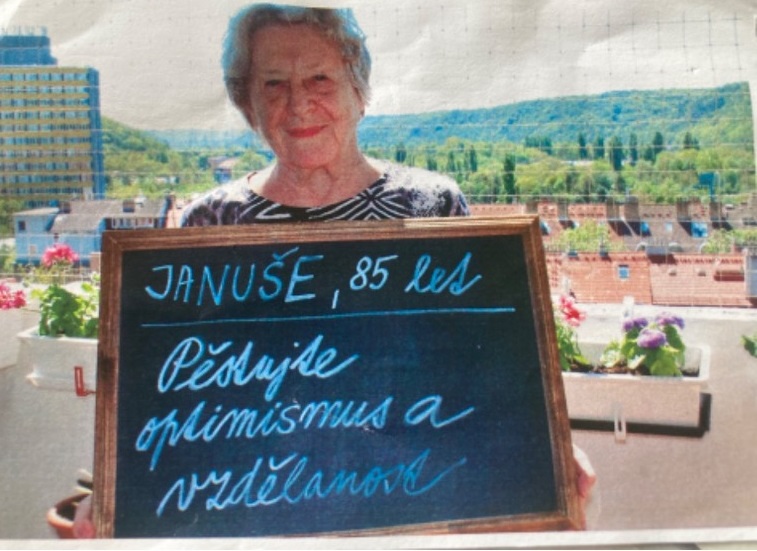 JANUŠE, 85 let
Pěstujte
optimismus a
vzdělanost